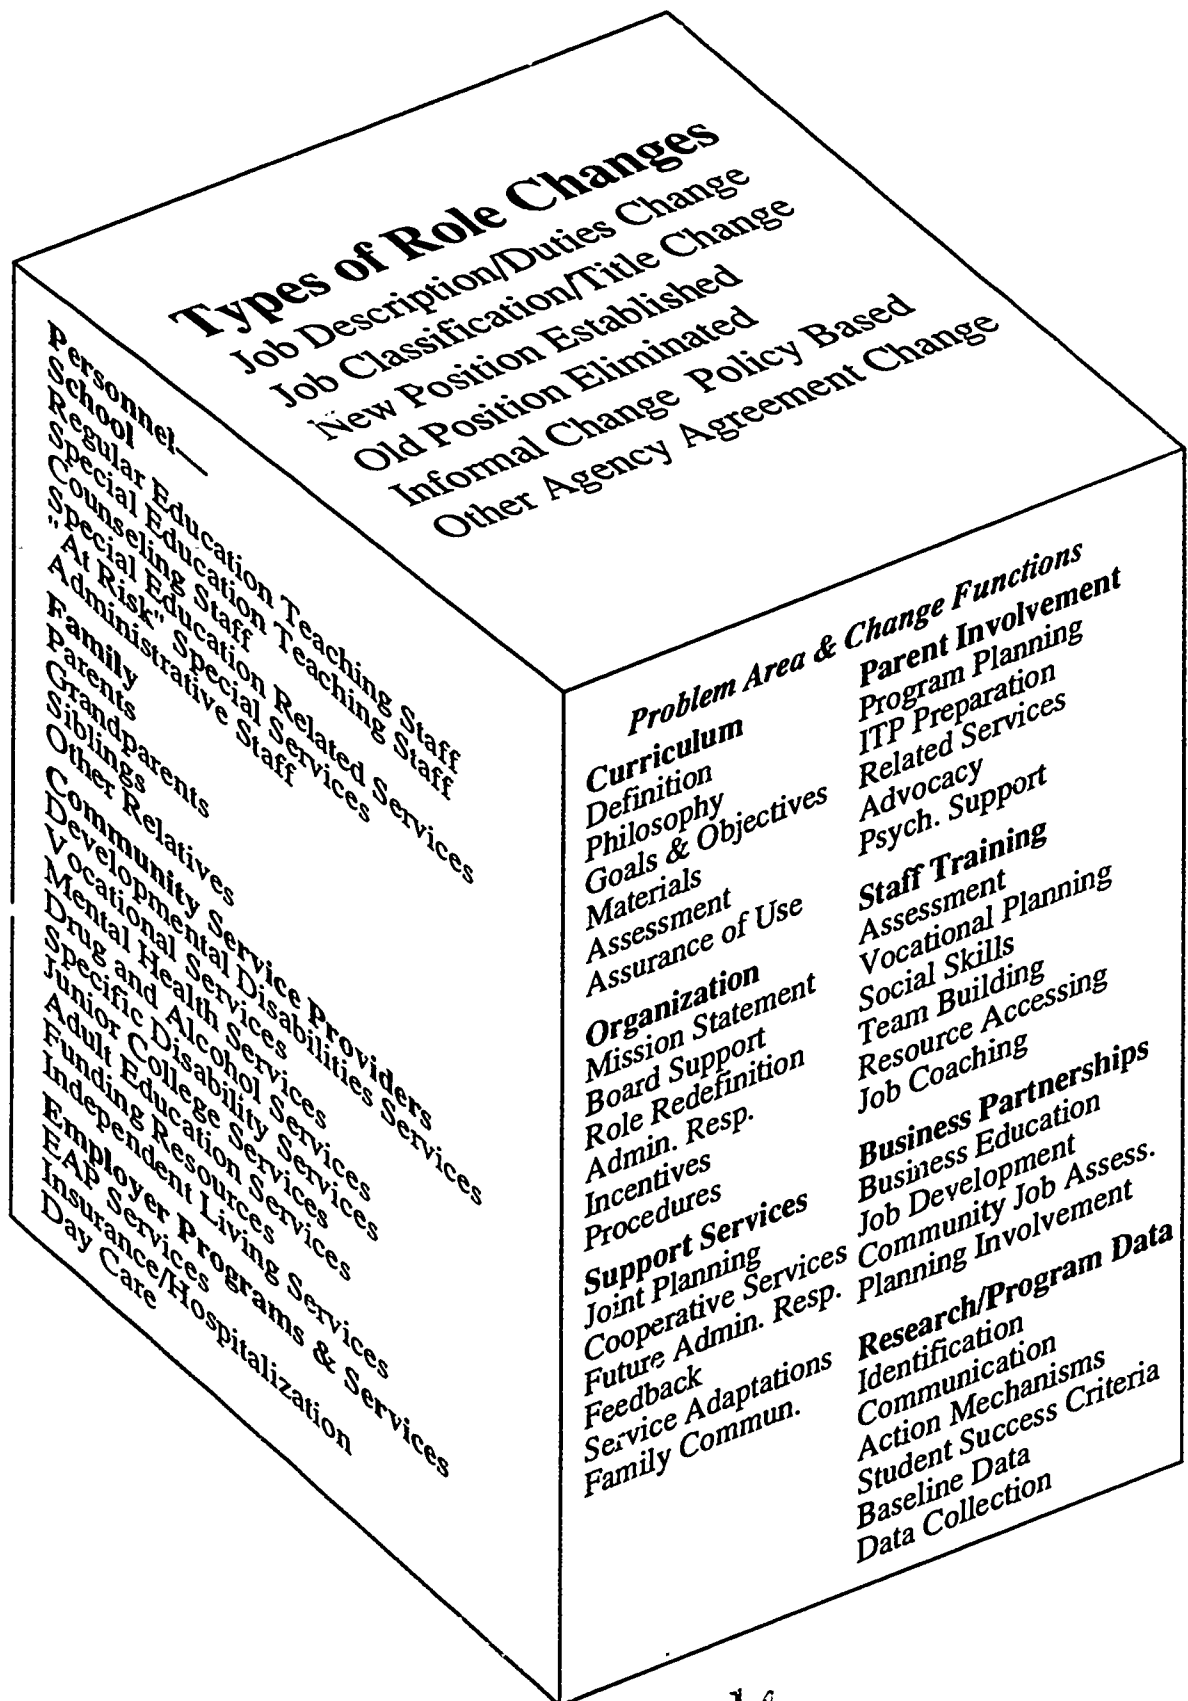 Types of Role Changes
Job Description/Duties Change
Job Classification/Title Change
New Position Established
Old Position Eliminated
Informal Change Policy Based
Other Agency Agreement Change
Personnel—
School
Regular Education Teaching Staff
Special Education Teaching Staff
Counseling Staff
Special Education Related Services
"At Risk" Special Services
Administrative Staff
Family
Parents
Grandparents
Siblings
Other Relatives
Community Service Providers
Developmental Disabilities Services
Vocational Services
Mental Health Services
Drug and Alcohol Services
Specific Disability Services
Junior College Services
Adult Education Services
Funding Resources
Independent Living Services
Employer Programs & Services
EAP Services
Insurance/Hospitalization
Day Care
Problem Area & Change Functions
Curriculum
Definition
Philosophy
Goals & Objectives
Materials
Assessment
Assurance of Use
Organization
Mission Statement
Board Support
Role Redefinition
Admin. Resp.
Incentives
Procedures
Support Services
Joint Planning
Cooperative Services
Future Admin. Resp.
Feedback
Service Adaptations
Family Commun.
Parent Involvement
Program Planning
ITP Preparation
Related Services
Advocacy
Psych. Support
Staff Training
Assessment
Vocational Planning
Social Skills
Team Building
Resource Accessing
Job Coaching
Business Partnerships
Business Education
Job Development
Community Job Assess.
Planning Involvement
Research/Program Data
Identification
Communication
Action Mechanisms
Student Success Criteria
Baseline Data
Data Collection